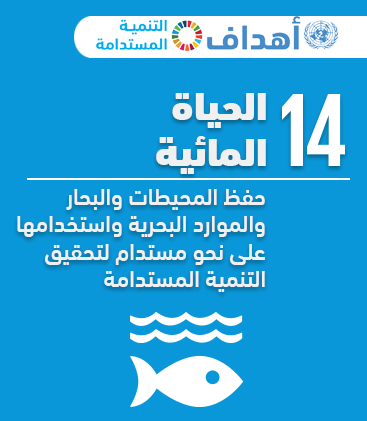 أهداف
التنمية
المستدامة
14
الحياة
المائية
حفظ المحيطات والبحار
والموارد البحرية واستخدامها
على نحو مستدام لتحقيق
التنمية المستدامة